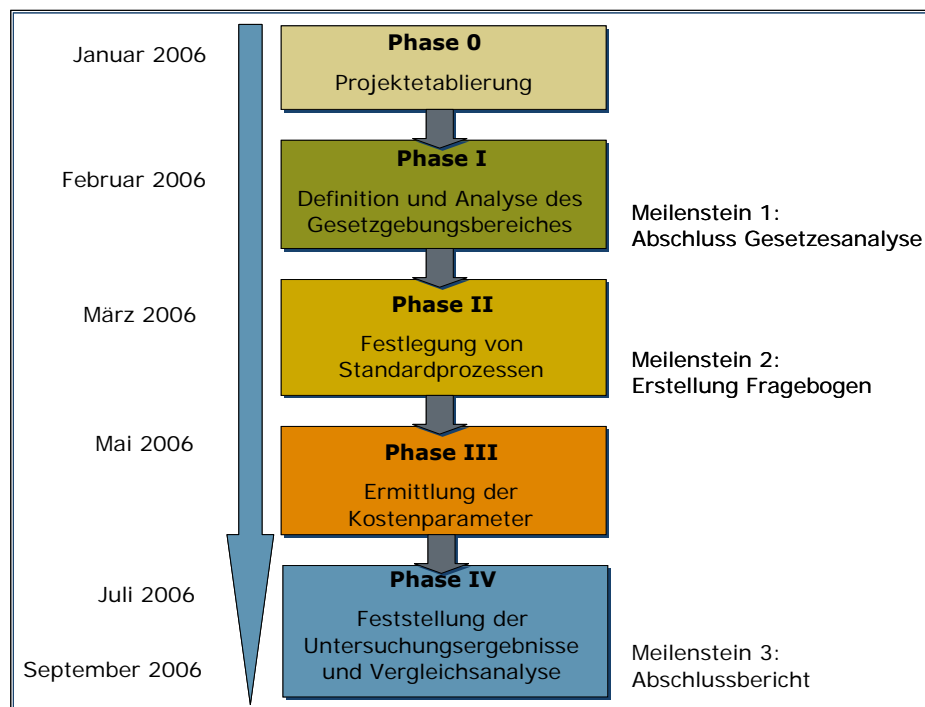 Januar 2006
Phase 0
Projektetablierung
Februar 2006
Phase I
Definition und Analyse des
Gesetzgebungsbereiches
Meilenstein 1:
Abschluss Gesetzesanalyse
März 2006
Phase II
Festlegung von
Standardprozessen
Meilenstein 2:
Erstellung Fragebogen
Mai 2006
Phase III
Ermittlung der
Kostenparameter
Juli 2006
Phase IV
Feststellung der
Untersuchungsergebnisse
und Vergleichsanalyse
September 2006
Meilenstein 3:
Abschlussbericht